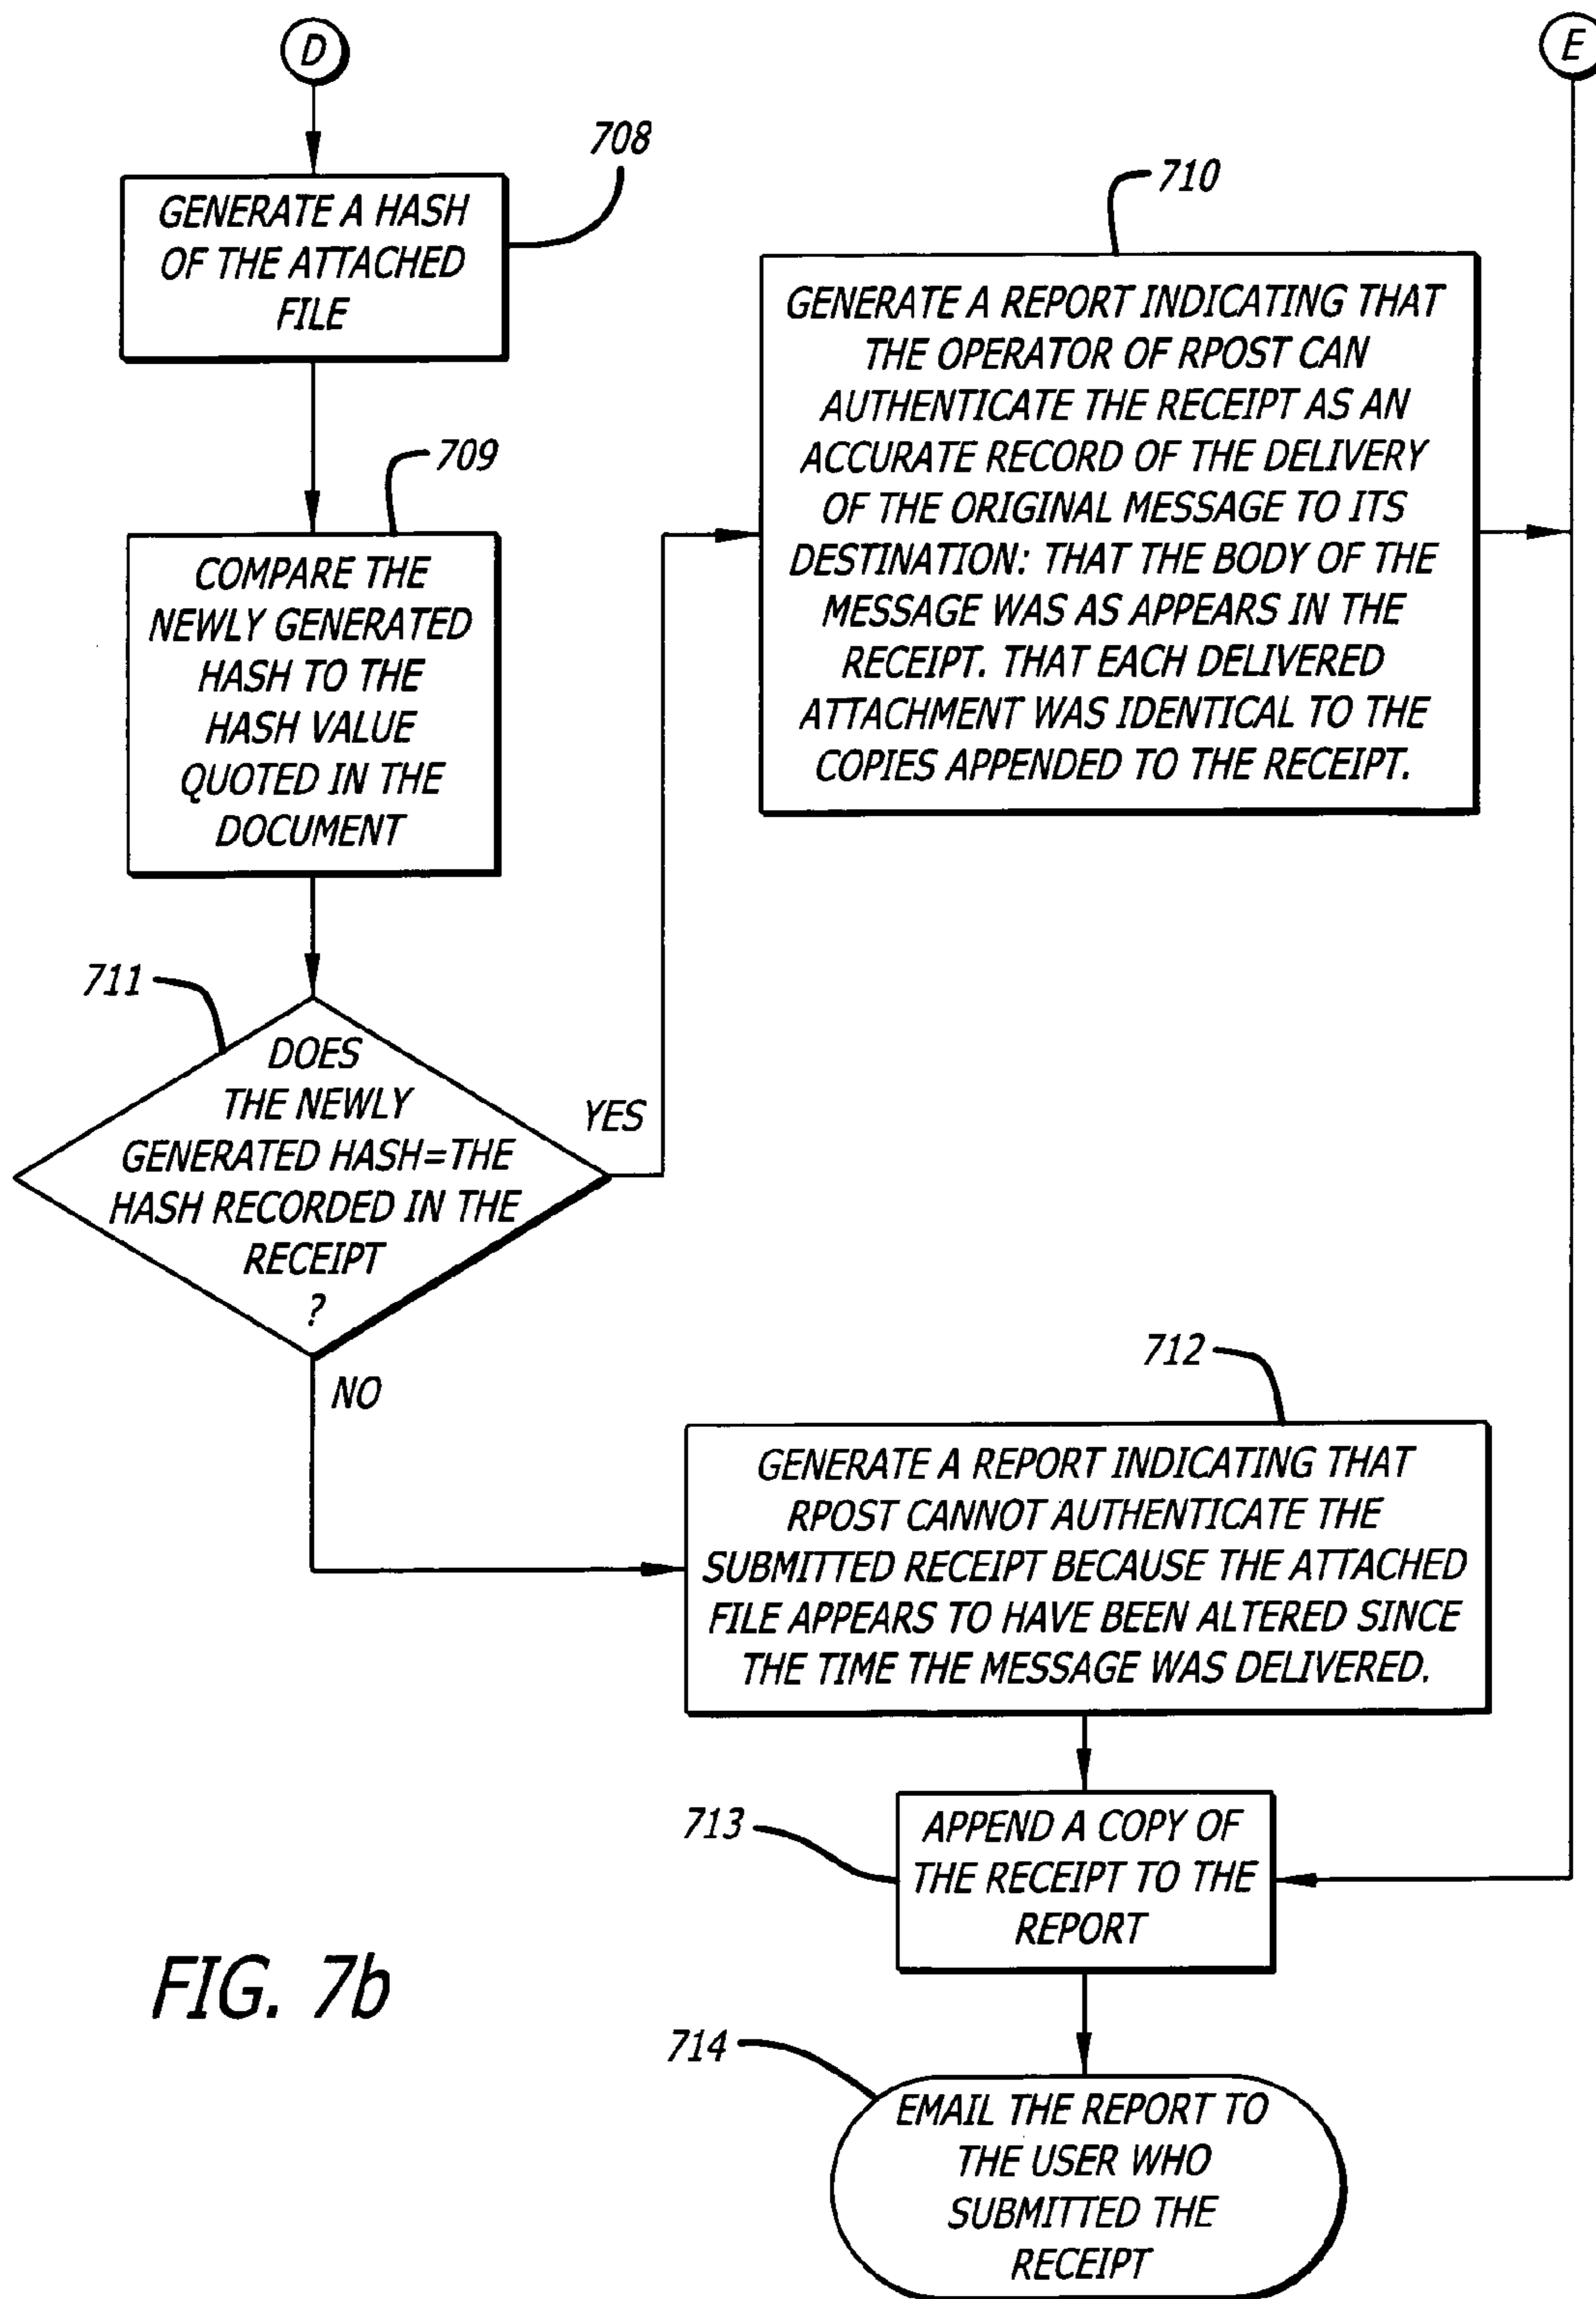 D
E
708
GENERATE A HASH
OF THE ATTACHED
FILE
710
GENERATE A REPORT INDICATING THAT
THE OPERATOR OF RPOST CAN
AUTHENTICATE THE RECEIPT AS AN
ACCURATE RECORD OF THE DELIVERY
OF THE ORIGINAL MESSAGE TO ITS
DESTINATION: THAT THE BODY OF THE
MESSAGE WAS AS APPEARS IN THE
RECEIPT. THAT EACH DELIVERED
ATTACHMENT WAS IDENTICAL TO THE
COPIES APPENDED TO THE RECEIPT.
709
COMPARE THE
NEWLY GENERATED
HASH TO THE
HASH VALUE
QUOTED IN THE
DOCUMENT
711
DOES
THE NEWLY
GENERATED HASH=THE
HASH RECORDED IN THE
RECEIPT
?
YES
NO
712
GENERATE A REPORT INDICATING THAT
RPOST CANNOT AUTHENTICATE THE
SUBMITTED RECEIPT BECAUSE THE ATTACHED
FILE APPEARS TO HAVE BEEN ALTERED SINCE
THE TIME THE MESSAGE WAS DELIVERED.
713
APPEND A COPY OF
THE RECEIPT TO THE
REPORT
714
EMAIL THE REPORT TO
THE USER WHO
SUBMITTED THE
RECEIPT
FIG. 7b